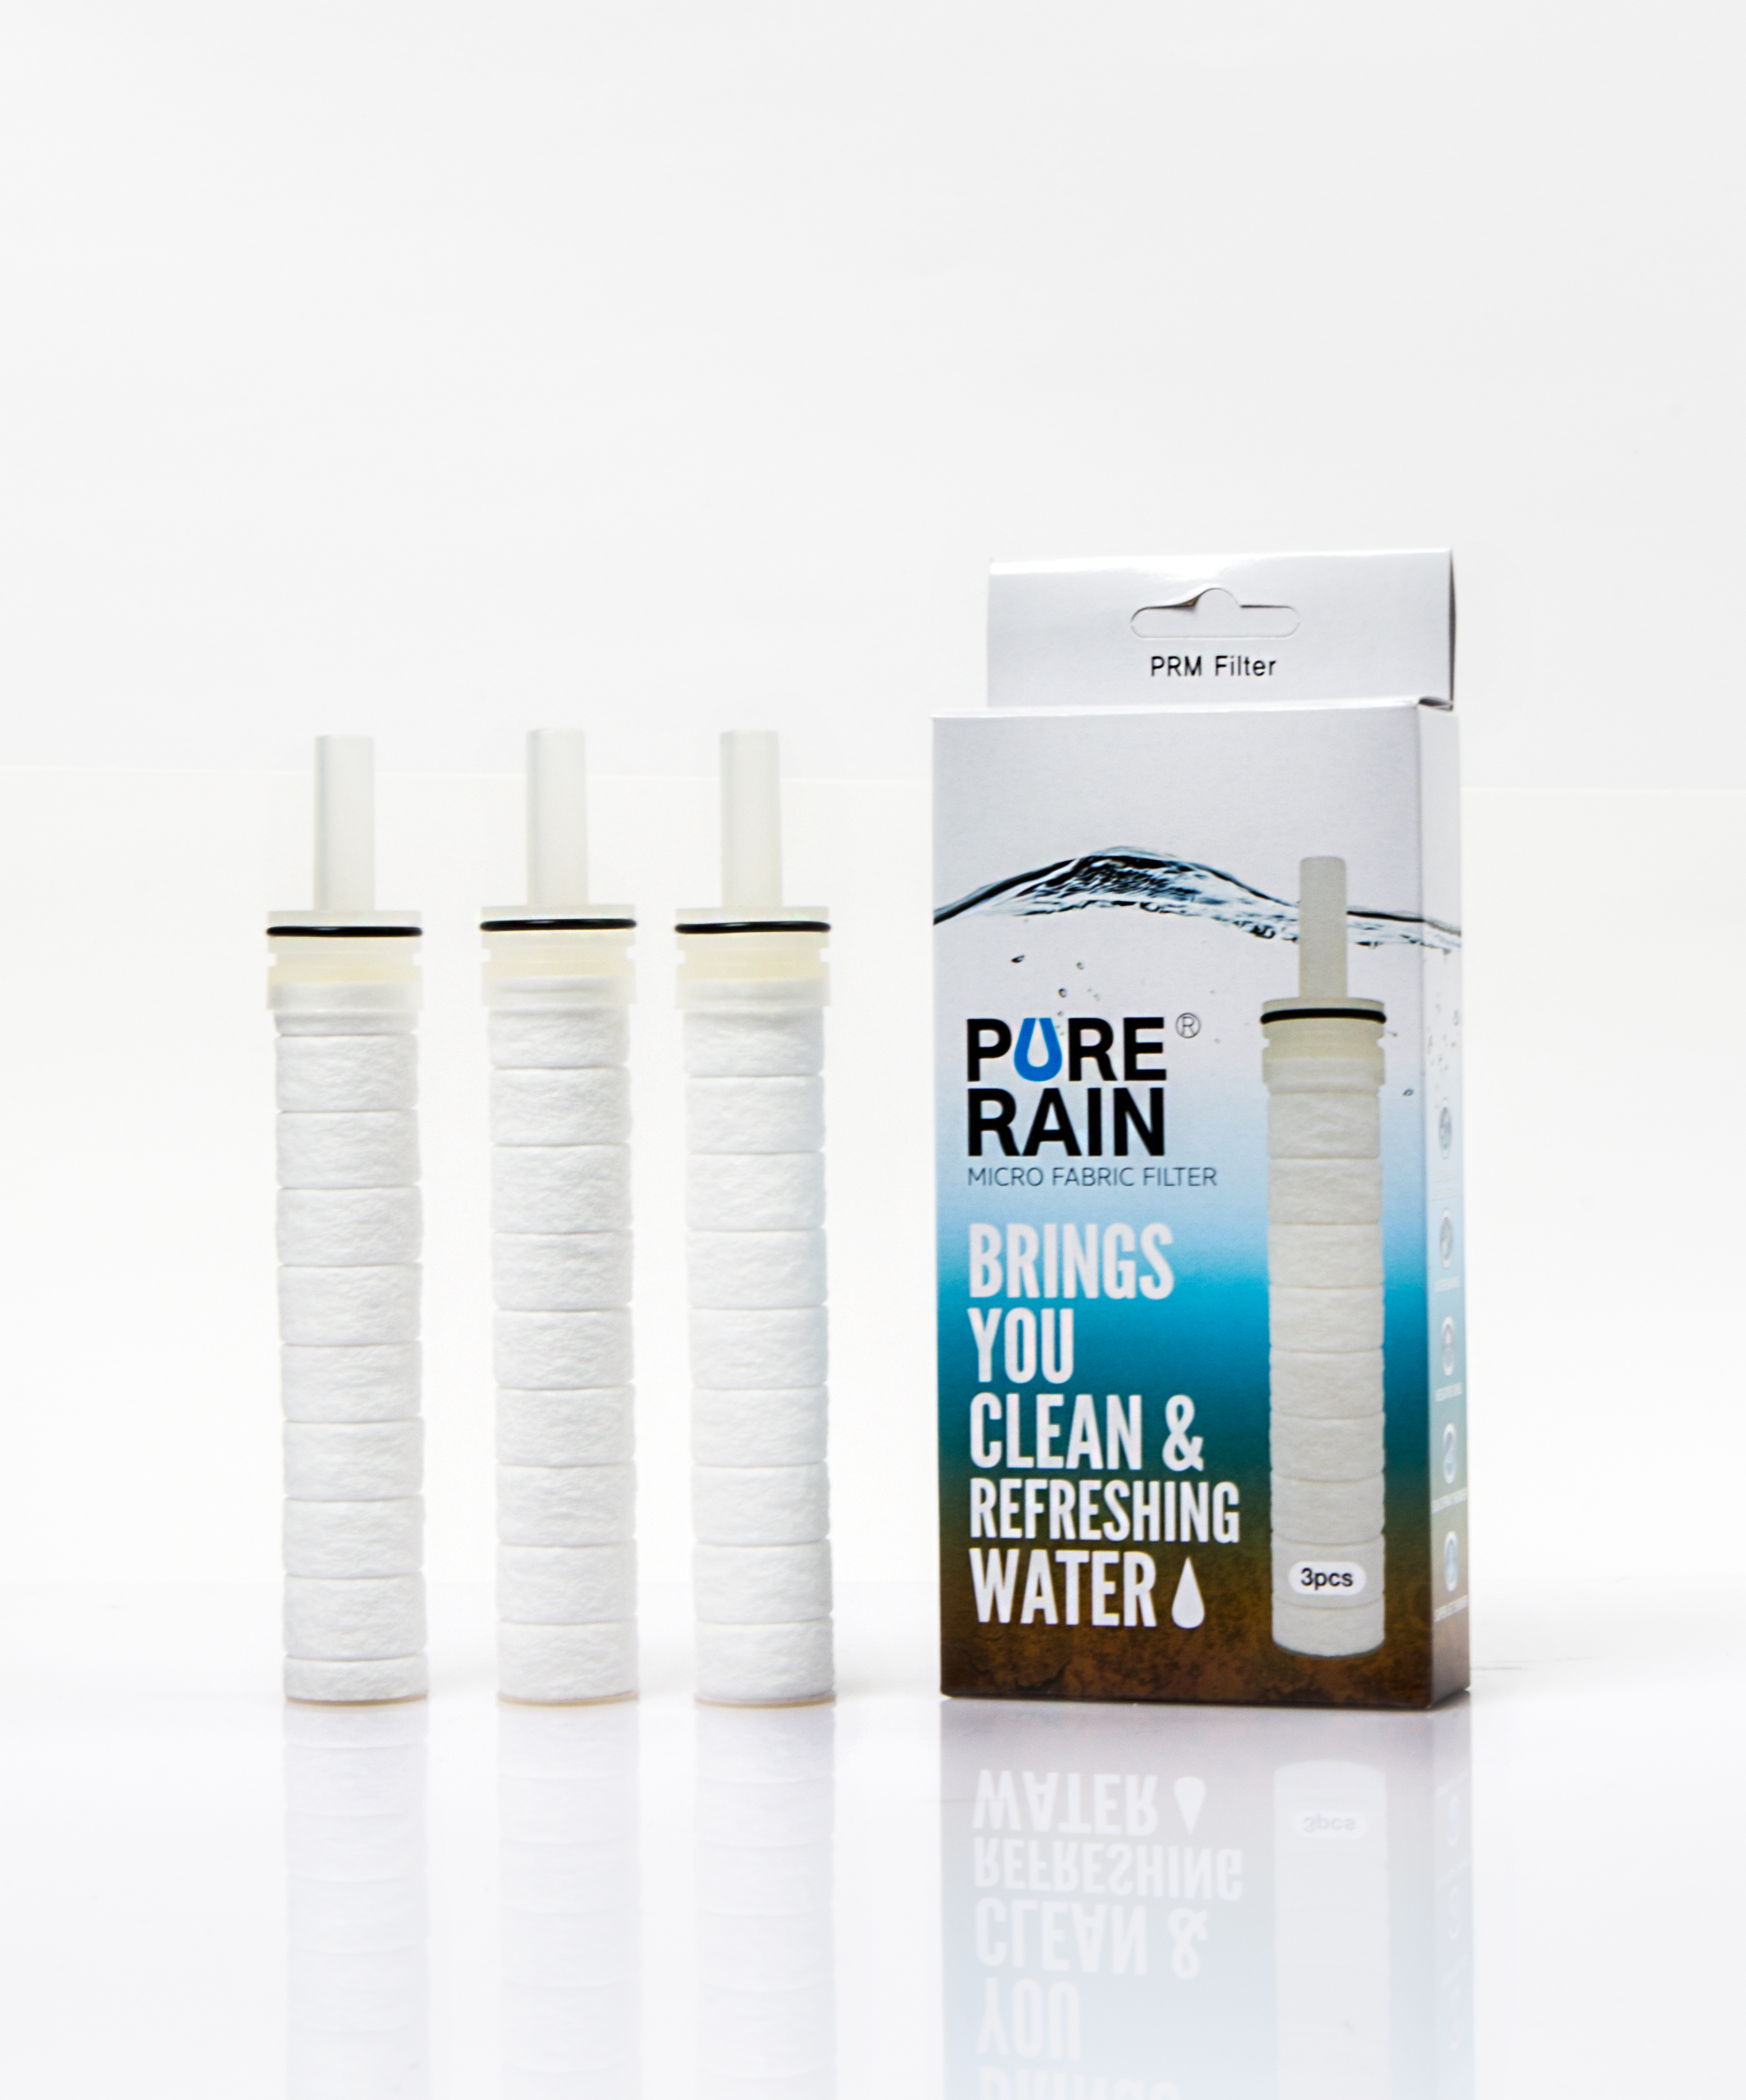 PRM Filter
PURE®
RAIN
MICRO FABRIC FILTER
BRINGS
YOU
CLEAN &
REFRESHING
WATER
3pcs